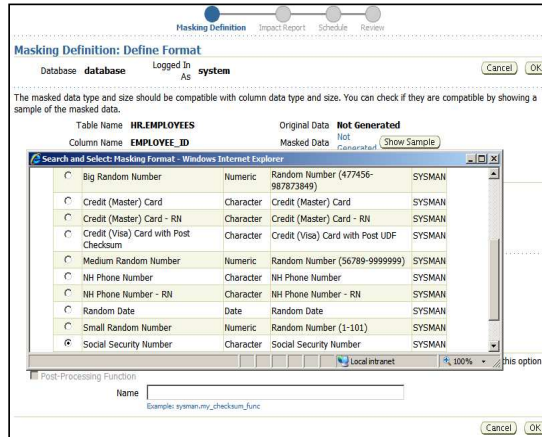 Masking Definition Impact Report Schedule Review
Masking Definition: Define Format
Database database Logged In As system Cancel OK
The masked data type and size should be compatible with column data type and size. You can check if they are compatible by showing a
sample of the masked data.
Table Name HR.EMPLOYEES Original Data Not Generated
Column Name EMPLOYEE_ID Masked Data Not Generated Show Sample
Search and Select: Masking Format - Windows Internet Explorer
Big Random Number Numeric Random Number (477456-987873849) SYSMAN
Credit (Master) Card Character Credit (Master) Card SYSMAN
Credit (Master) Card - RN Character Credit (Master) Card - RN SYSMAN
Credit (Visa) Card with Post Checksum Character Credit (Visa) Card with Post UDF SYSMAN
Medium Random Number Numeric Random Number (56789-9999999) SYSMAN
NH Phone Number Character NH Phone Number SYSMAN
NH Phone Number - RN Character NH Phone Number - RN SYSMAN
Random Date Date Random Date SYSMAN
Small Random Number Numeric Random Number (1-101) SYSMAN
Social Security Number Character Social Security Number SYSMAN
Local intranet 100%
this option
Post-Processing Function
Name
Example: sysman.my_checksum_func
Cancel OK